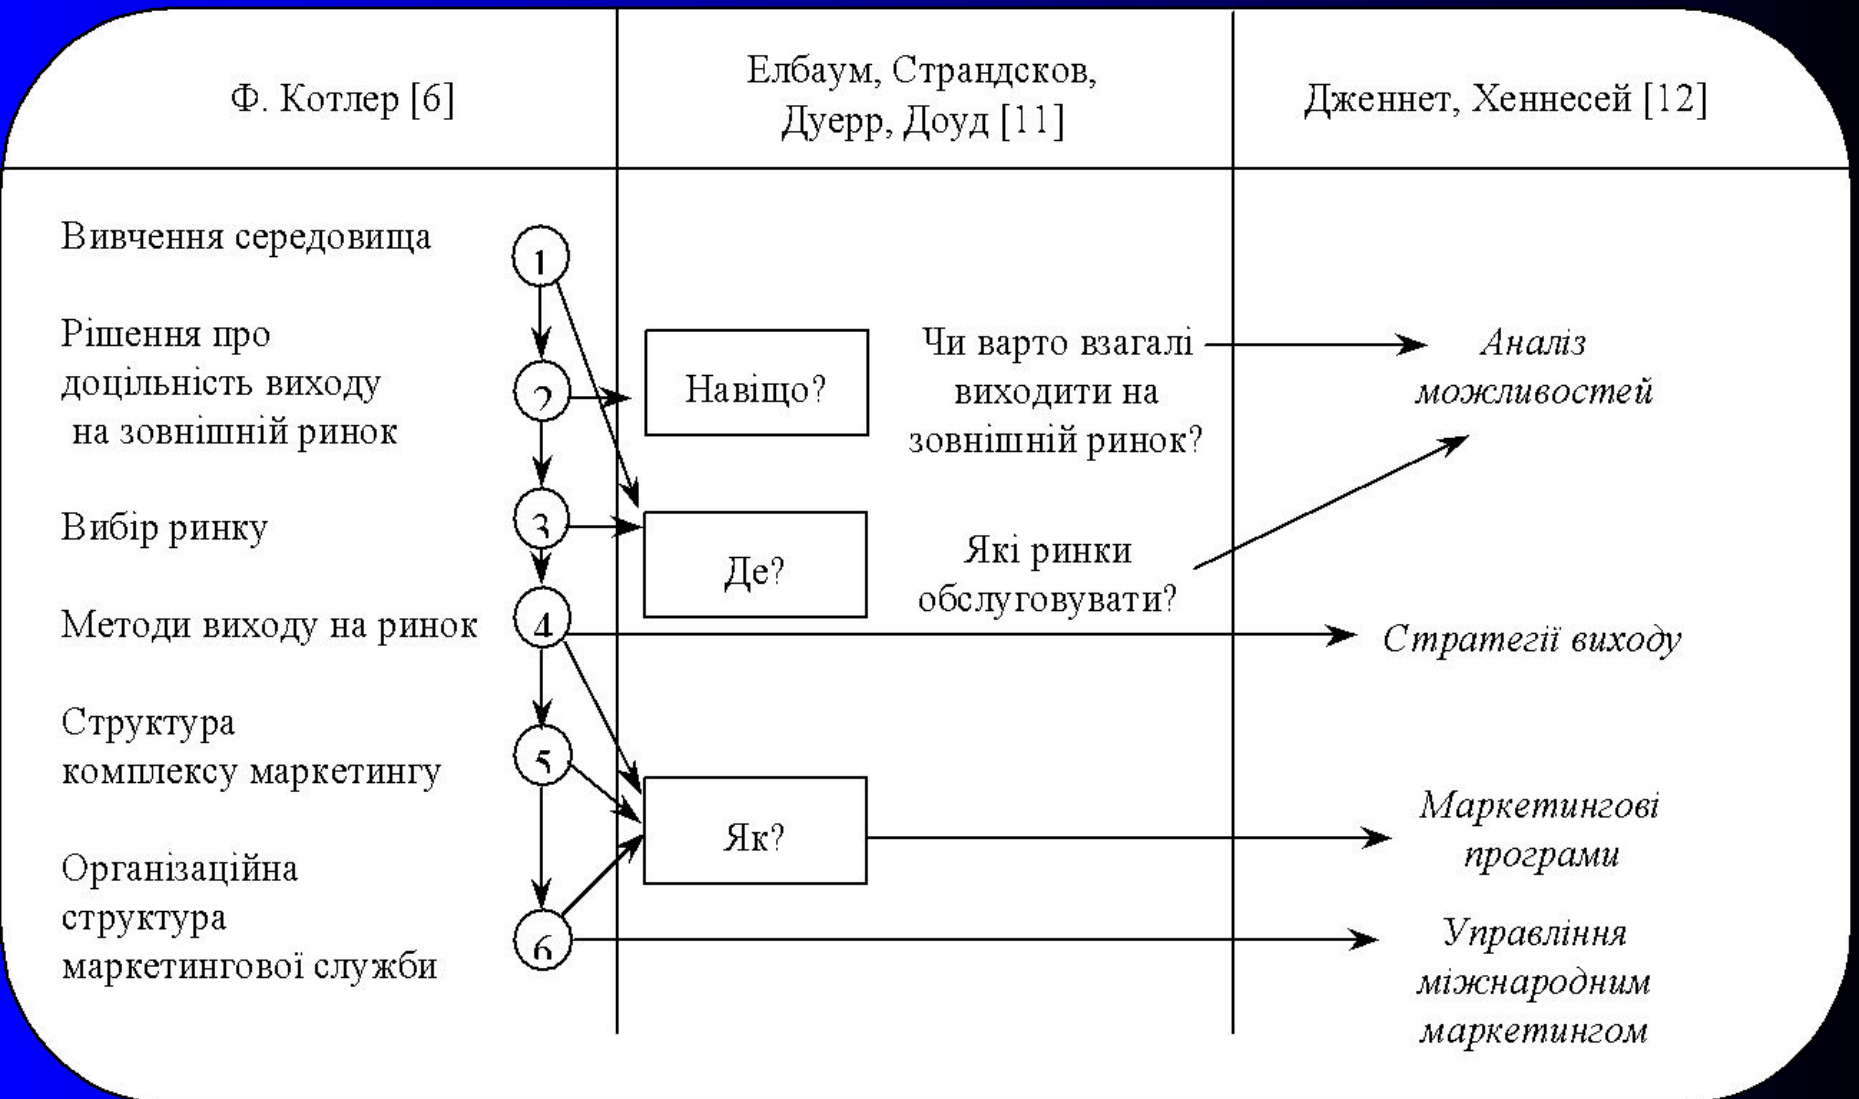 Ф. Котлер [6]
Елбаум, Страндсков,
Дуерр, Доуд [11]
Дженнет, Хеннесей [12]
Вивчення середовища
1
Рішення про
доцільність виходу
на зовнішній ринок
2
Вибір ринку
3
Методи виходу на ринок
4
Структура
комплексу маркетингу
5
Організаційна
структура
маркетингової служби
6
Навіщо?
Чи варто взагалі
виходити на
зовнішній ринок?
Де?
Які ринки
обслуговувати?
Як?
Аналіз
можливостей
Стратегії виходу
Маркетингові
програми
Управління
міжнародним
маркетингом